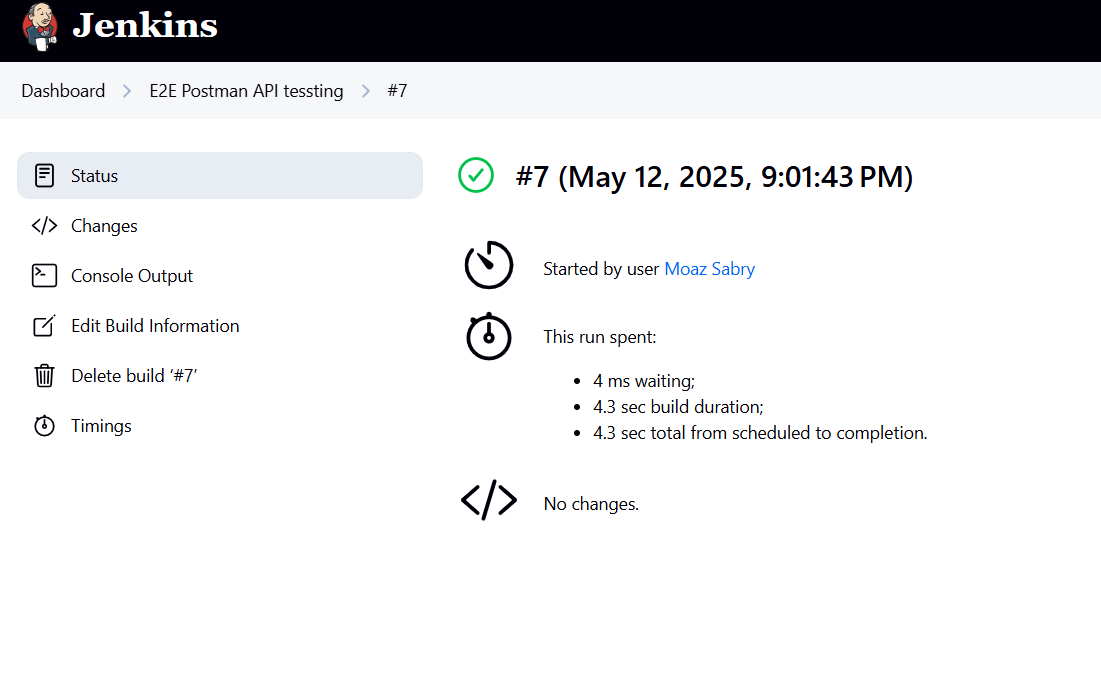 Jenkins
Dashboard > E2E Postman API tessting > #7
Status
Changes
Console Output
Edit Build Information
Delete build ‘#7’
Timings
#7 (May 12, 2025, 9:01:43 PM)
Started by user Moaz Sabry
This run spent:
• 4 ms waiting;
• 4.3 sec build duration;
• 4.3 sec total from scheduled to completion.
No changes.